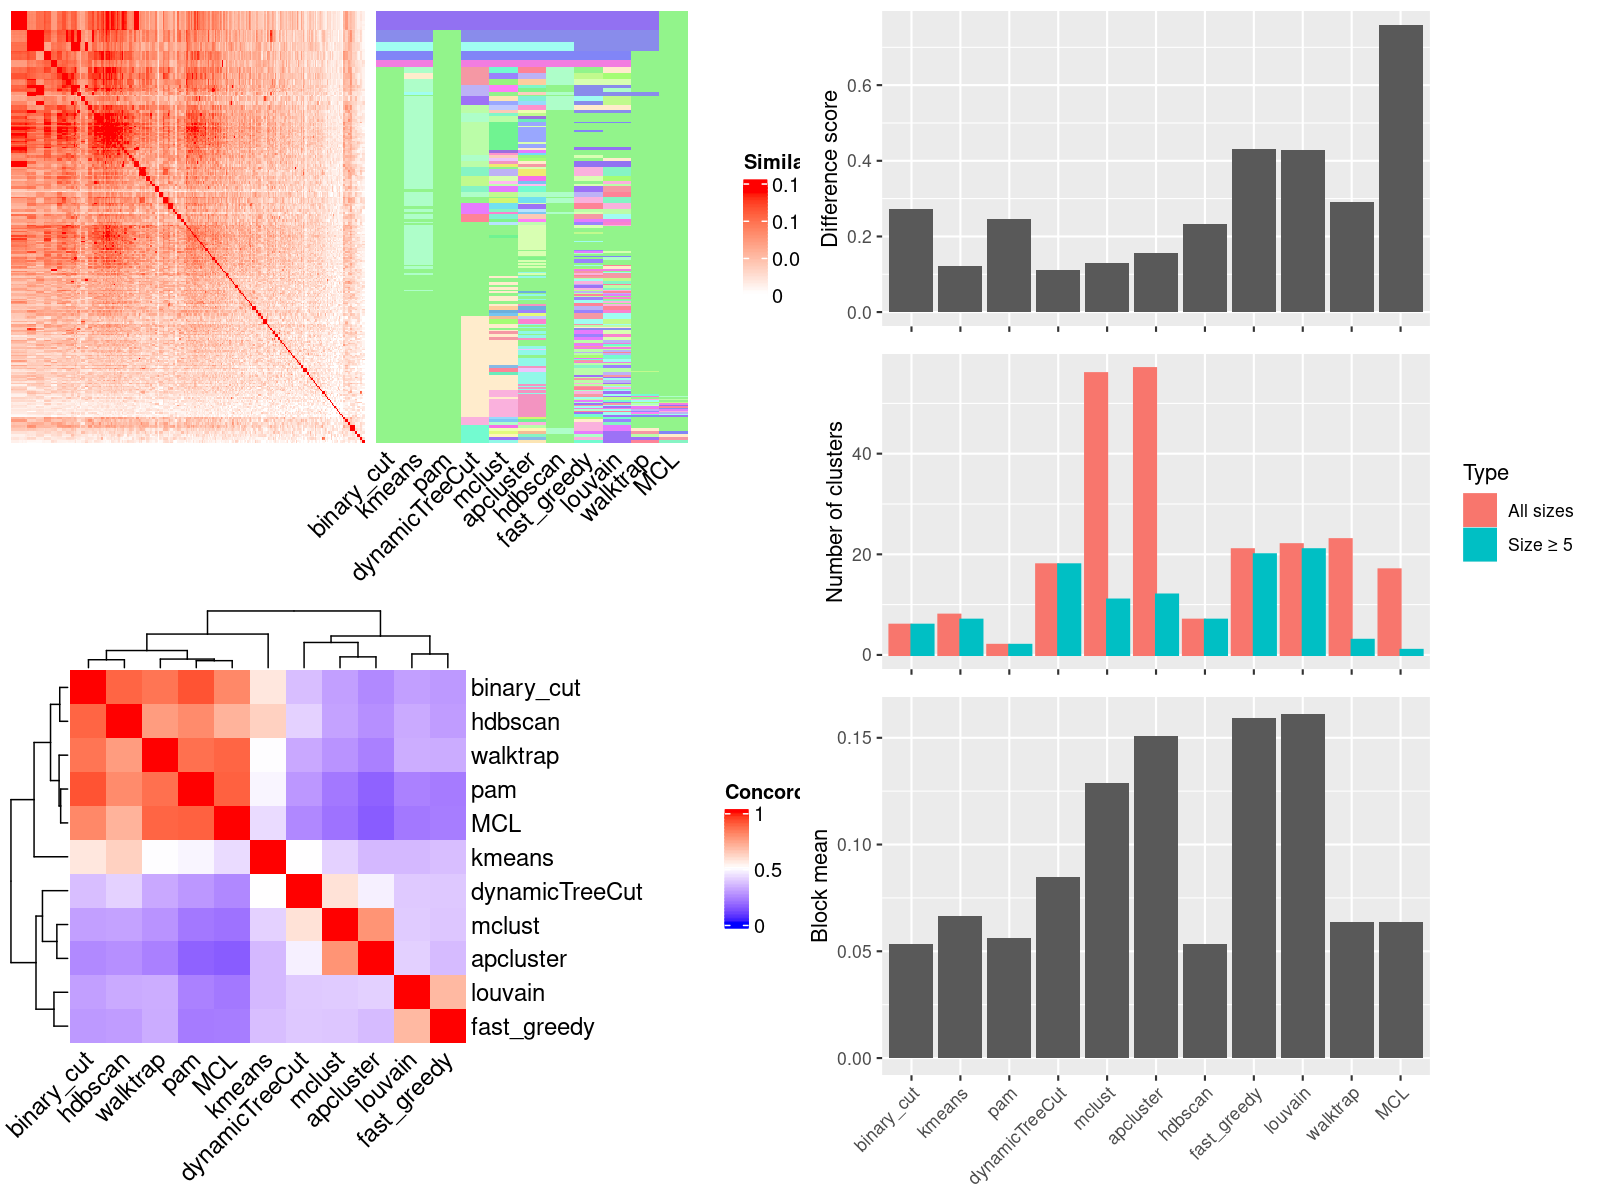 Simila
0.1
0.1
0.0
0
binary_cut
kmeans
pam
dynamicTreeCut
mclust
apcluster
hdbscan
fast_greedy
louvain
walktrap
MCL
binary_cut
hdbscan
walktrap
pam
MCL
kmeans
dynamicTreeCut
mclust
apcluster
louvain
fast_greedy
binary_cut
hdbscan
walktrap
pam
MCL
kmeans
dynamicTreeCut
mclust
apcluster
louvain
fast_greedy
Concord
1
0.5
0
Difference score
0.6
0.4
0.2
0.0
Number of clusters
40
20
0
Type
All sizes
Size ≥ 5
Block mean
0.15
0.10
0.05
0.00
binary_cut
kmeans
pam
dynamicTreeCut
mclust
apcluster
hdbscan
fast_greedy
louvain
walktrap
MCL